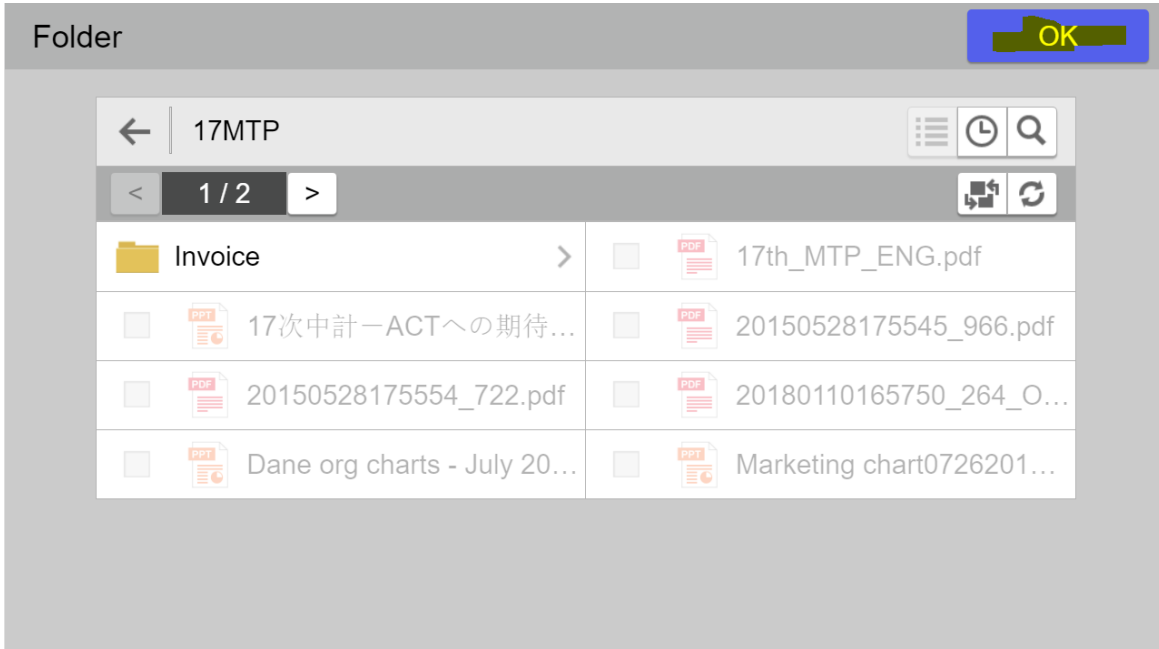 Folder
OK
17MTP
< 1 / 2 >
Invoice
PDF 17th_MTP_ENG.pdf
PPT 17次中計－ACTへの期待...
PDF 20150528175545_966.pdf
PDF 20150528175554_722.pdf
PDF 20180110165750_264_O...
PPT Dane org charts - July 20...
PPT Marketing chart0726201...